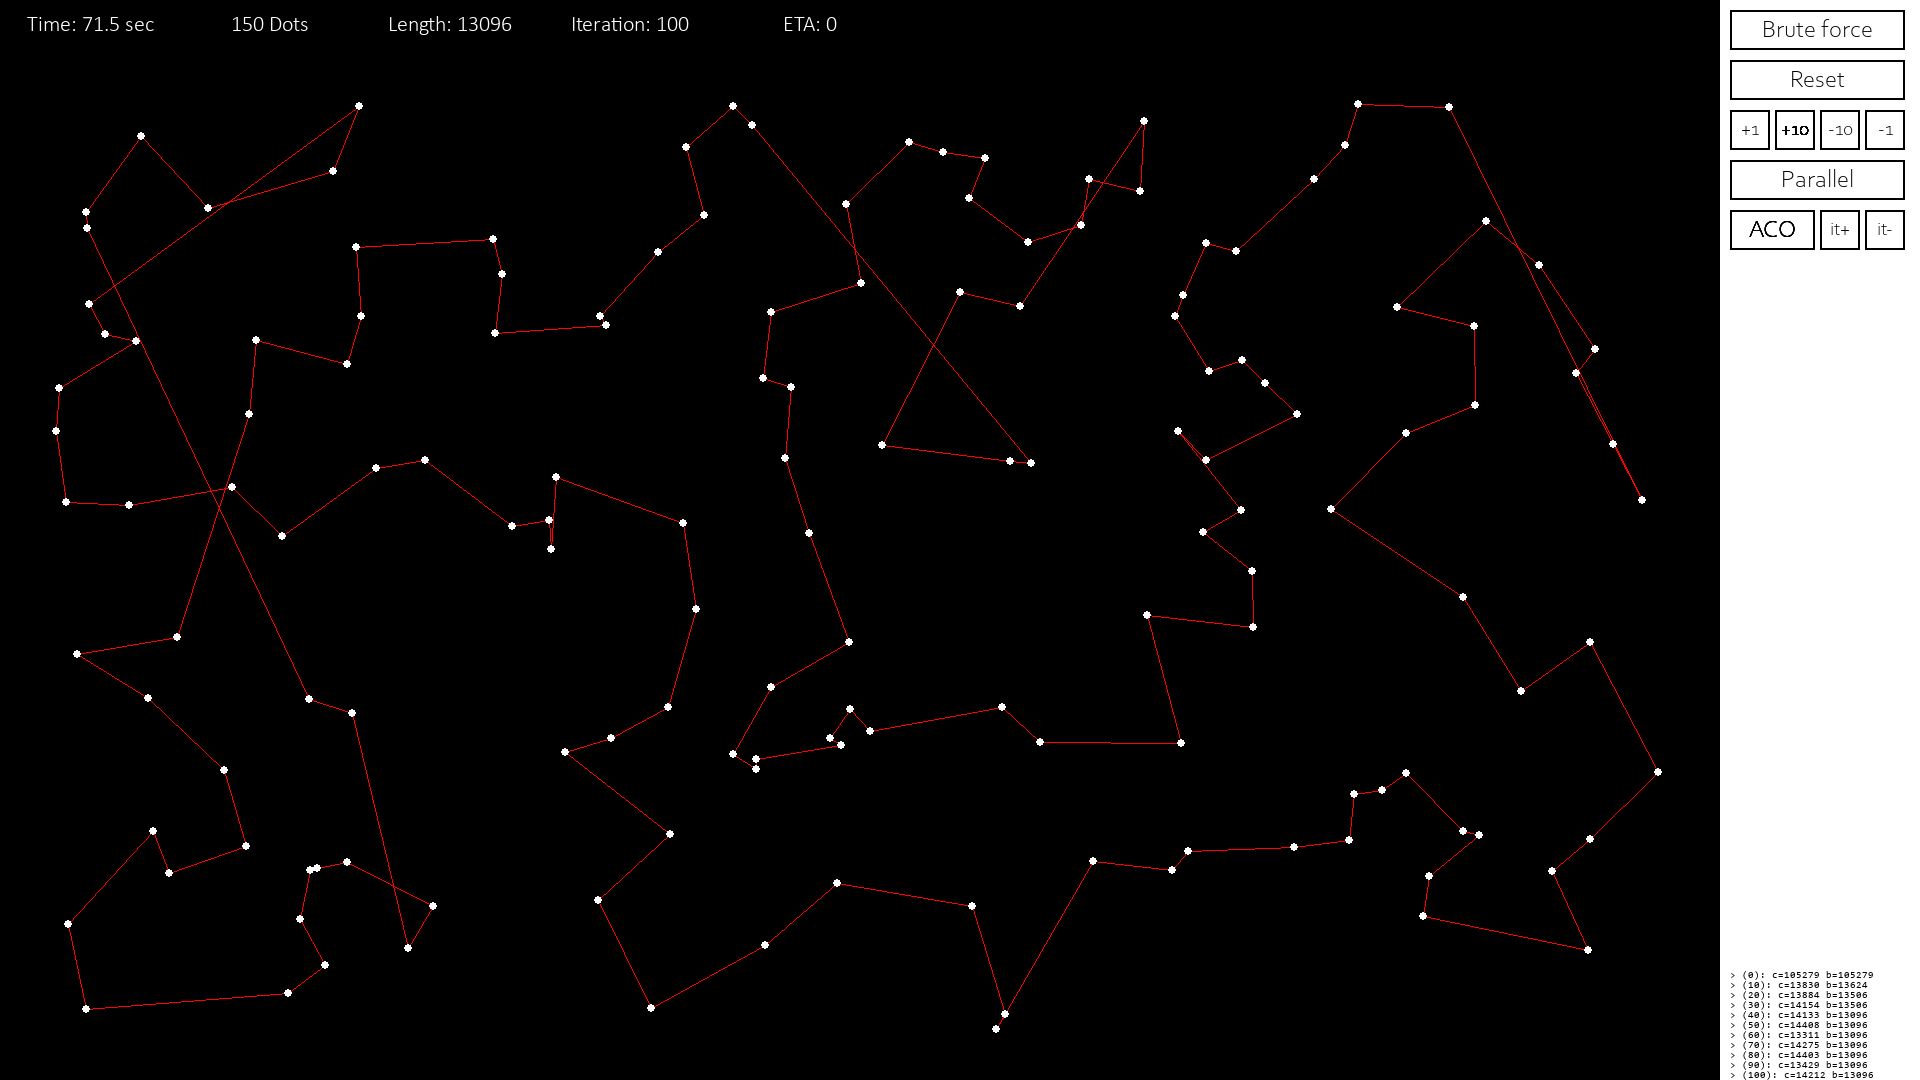 Time: 71.5 sec 150 Dots Length: 13096 Iteration: 100 ETA: 0
Brute force
Reset
+1 +10 -10 -1
Parallel
ACO it+ it-
> (0): c=105279 b=105279
> (10): c=13830 b=13624
> (20): c=13884 b=13506
> (30): c=14154 b=13506
> (40): c=14133 b=13096
> (50): c=14408 b=13096
> (60): c=13311 b=13096
> (70): c=14275 b=13096
> (80): c=14403 b=13096
> (90): c=13429 b=13096
> (100): c=14212 b=13096